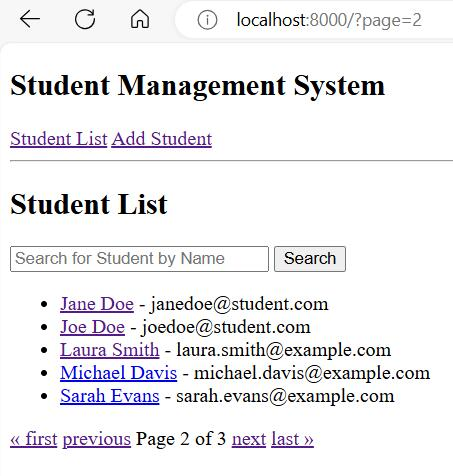 localhost:8000/?page=2
Student Management System
Student List Add Student
Student List
Search for Student by Name Search
Jane Doe - janedoe@student.com
Joe Doe - joedoe@student.com
Laura Smith - laura.smith@example.com
Michael Davis - michael.davis@example.com
Sarah Evans - sarah.evans@example.com
« first previous Page 2 of 3 next last »